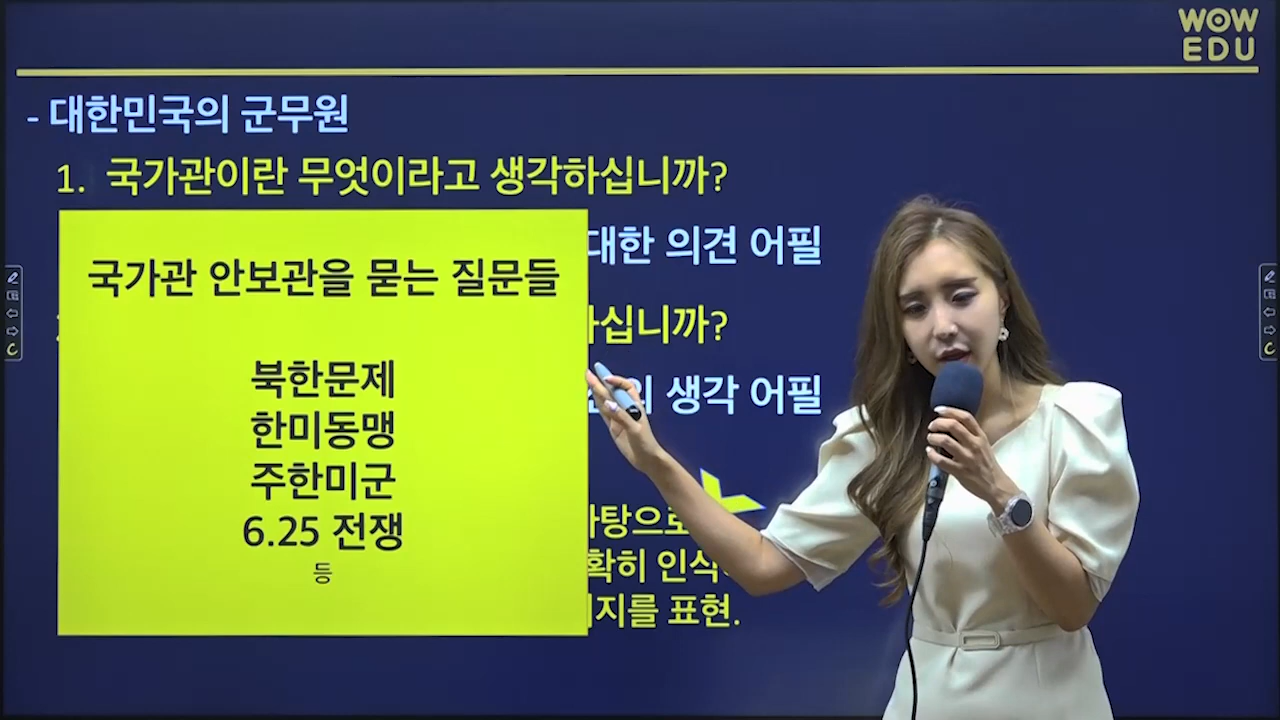 WOW
EDU
- 대한민국의 군무원
1. 국가관이란 무엇이라고 생각하십니까?
대한 의견 어필
국가관 안보관을 묻는 질문들
하십니까?
북한문제
생각 어필
한미동맹
주한미군
6.25 전쟁
바탕으로
확히 인식
등
지를 표현.